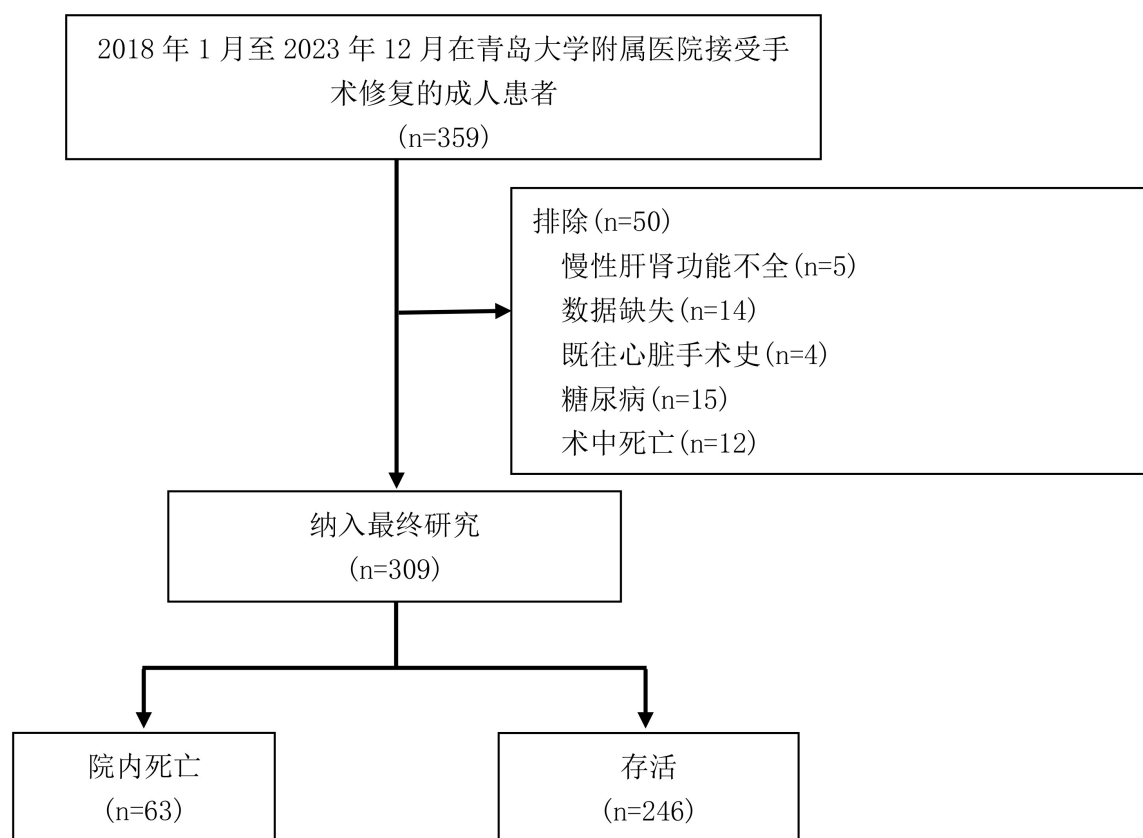 2018 年 1 月至 2023 年 12 月在青岛大学附属医院接受手
术修复的成人患者
(n=359)
排除(n=50)
慢性肝肾功能不全(n=5)
数据缺失(n=14)
既往心脏手术史(n=4)
糖尿病(n=15)
术中死亡(n=12)
纳入最终研究
(n=309)
院内死亡
(n=63)
存活
(n=246)